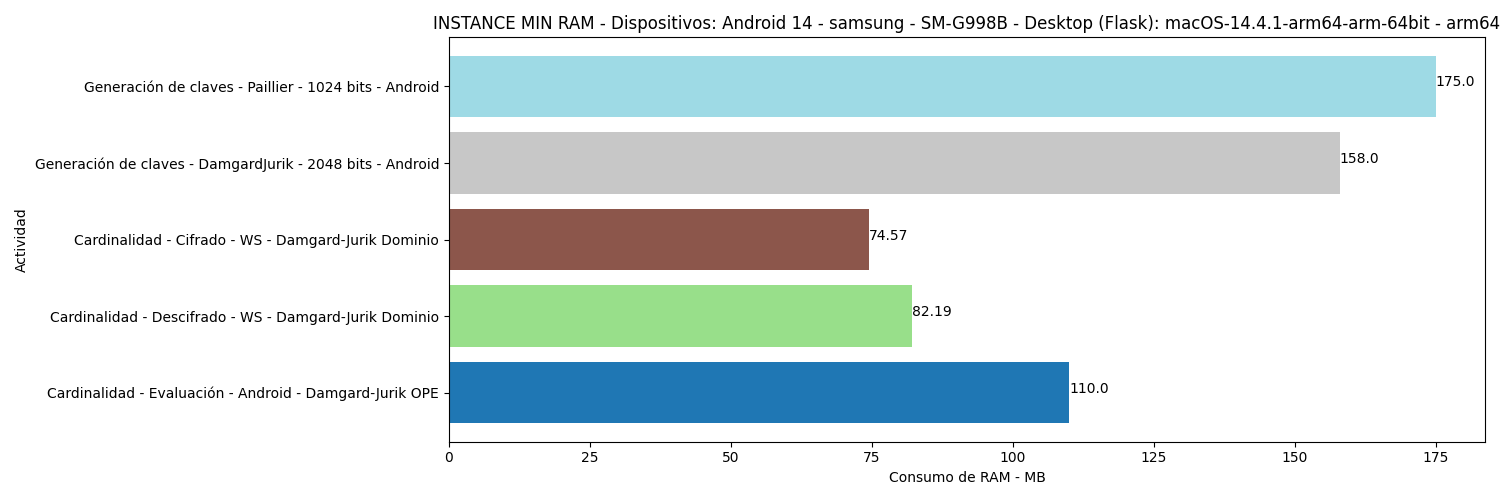 INSTANCE MIN RAM - Dispositivos: Android 14 - samsung - SM-G998B - Desktop (Flask): macOS-14.4.1-arm64-arm-64bit - arm64
Actividad
Generación de claves - Paillier - 1024 bits - Android
175.0
Generación de claves - DamgardJurik - 2048 bits - Android
158.0
Cardinalidad - Cifrado - WS - Damgard-Jurik Dominio
74.57
Cardinalidad - Descifrado - WS - Damgard-Jurik Dominio
82.19
Cardinalidad - Evaluación - Android - Damgard-Jurik OPE
110.0
0 25 50 75 100 125 150 175
Consumo de RAM - MB